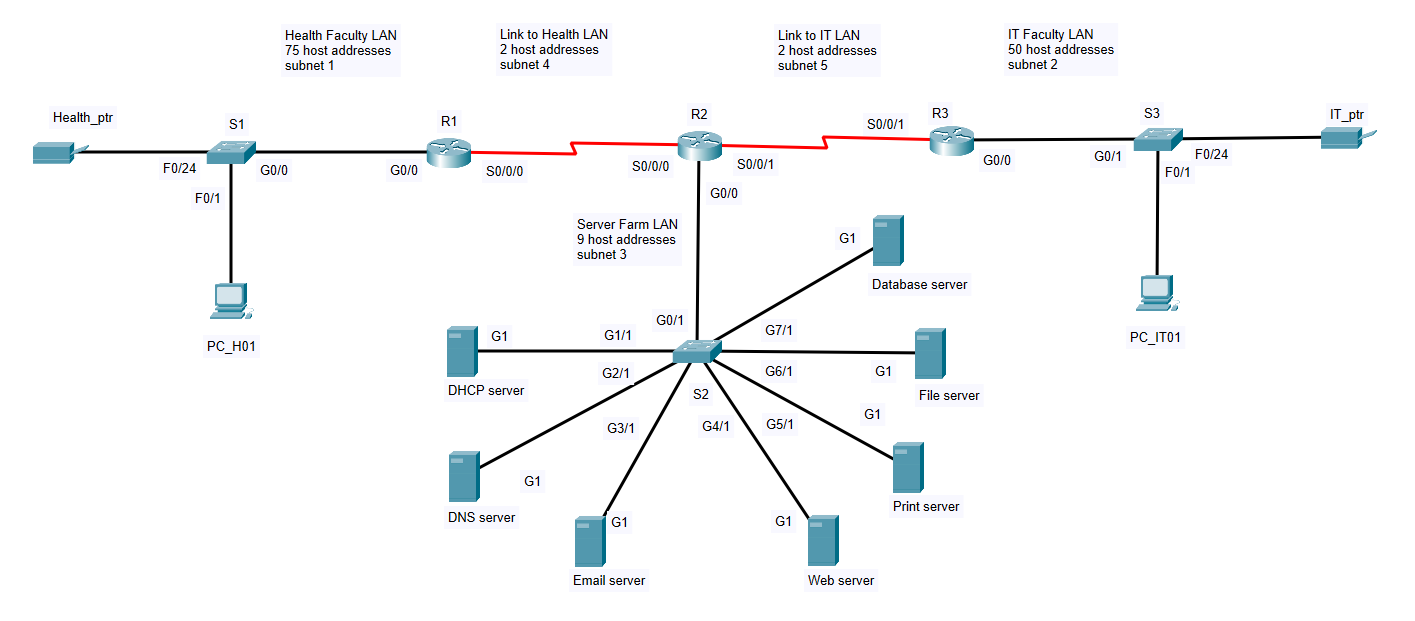 Health Faculty LAN
75 host addresses
subnet 1
Link to Health LAN
2 host addresses
subnet 4
Link to IT LAN
2 host addresses
subnet 5
IT Faculty LAN
50 host addresses
subnet 2
Health_ptr
S1
R1
R2
S0/0/1
R3
S3
IT_ptr
F0/24
G0/0
G0/0
S0/0/0
S0/0/0
S0/0/1
G0/0
G0/1
F0/24
F0/1
F0/1
G0/0
Server Farm LAN
9 host addresses
subnet 3
G1
Database server
PC_H01
PC_IT01
G0/1
G1
G1/1
G7/1
DHCP server
G2/1
G6/1
G1
File server
S2
G3/1
G4/1
G5/1
G1
G1
DNS server
Print server
G1
G1
Email server
Web server